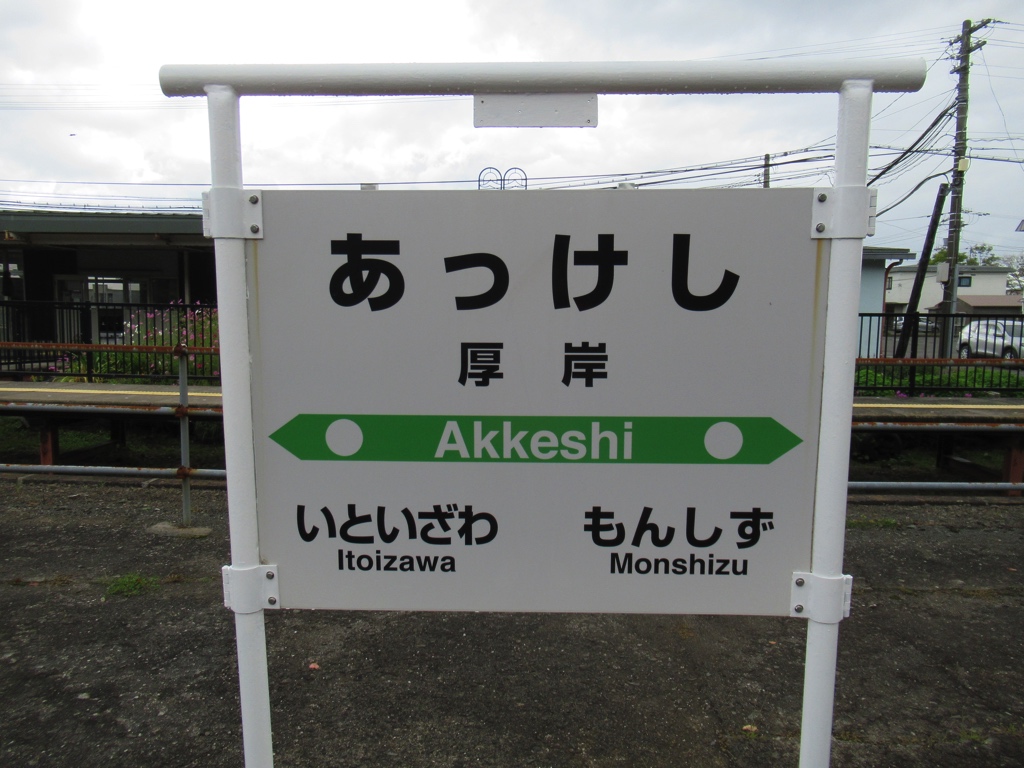 あっけし
厚岸
Akkeshi
いといざわ もんしず
Itoizawa Monshizu